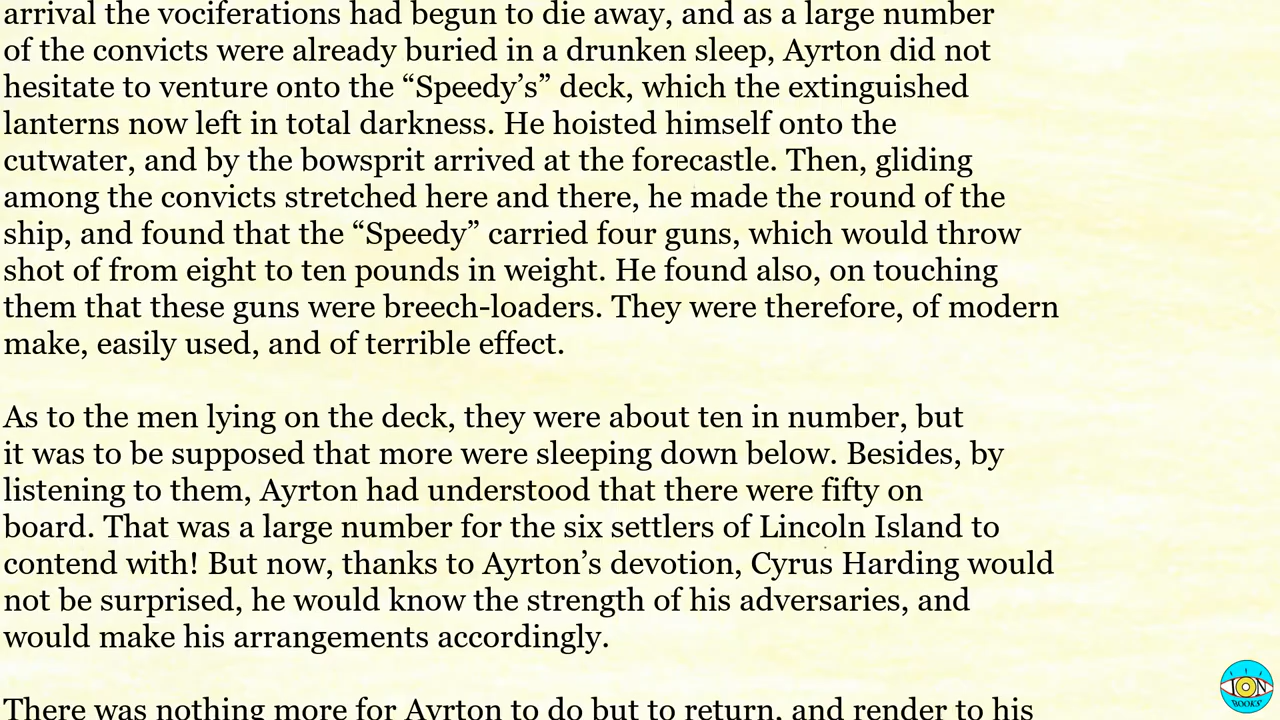 arrival the vociferations had begun to die away, and as a large number
of the convicts were already buried in a drunken sleep, Ayrton did not
hesitate to venture onto the “Speedy’s” deck, which the extinguished
lanterns now left in total darkness. He hoisted himself onto the
cutwater, and by the bowsprit arrived at the forecastle. Then, gliding
among the convicts stretched here and there, he made the round of the
ship, and found that the “Speedy” carried four guns, which would throw
shot of from eight to ten pounds in weight. He found also, on touching
them that these guns were breech-loaders. They were therefore, of modern
make, easily used, and of terrible effect.
As to the men lying on the deck, they were about ten in number, but
it was to be supposed that more were sleeping down below. Besides, by
listening to them, Ayrton had understood that there were fifty on
board. That was a large number for the six settlers of Lincoln Island to
contend with! But now, thanks to Ayrton’s devotion, Cyrus Harding would
not be surprised, he would know the strength of his adversaries, and
would make his arrangements accordingly.
There was nothing more for Ayrton to do but to return, and render to his
ION
BOOKS